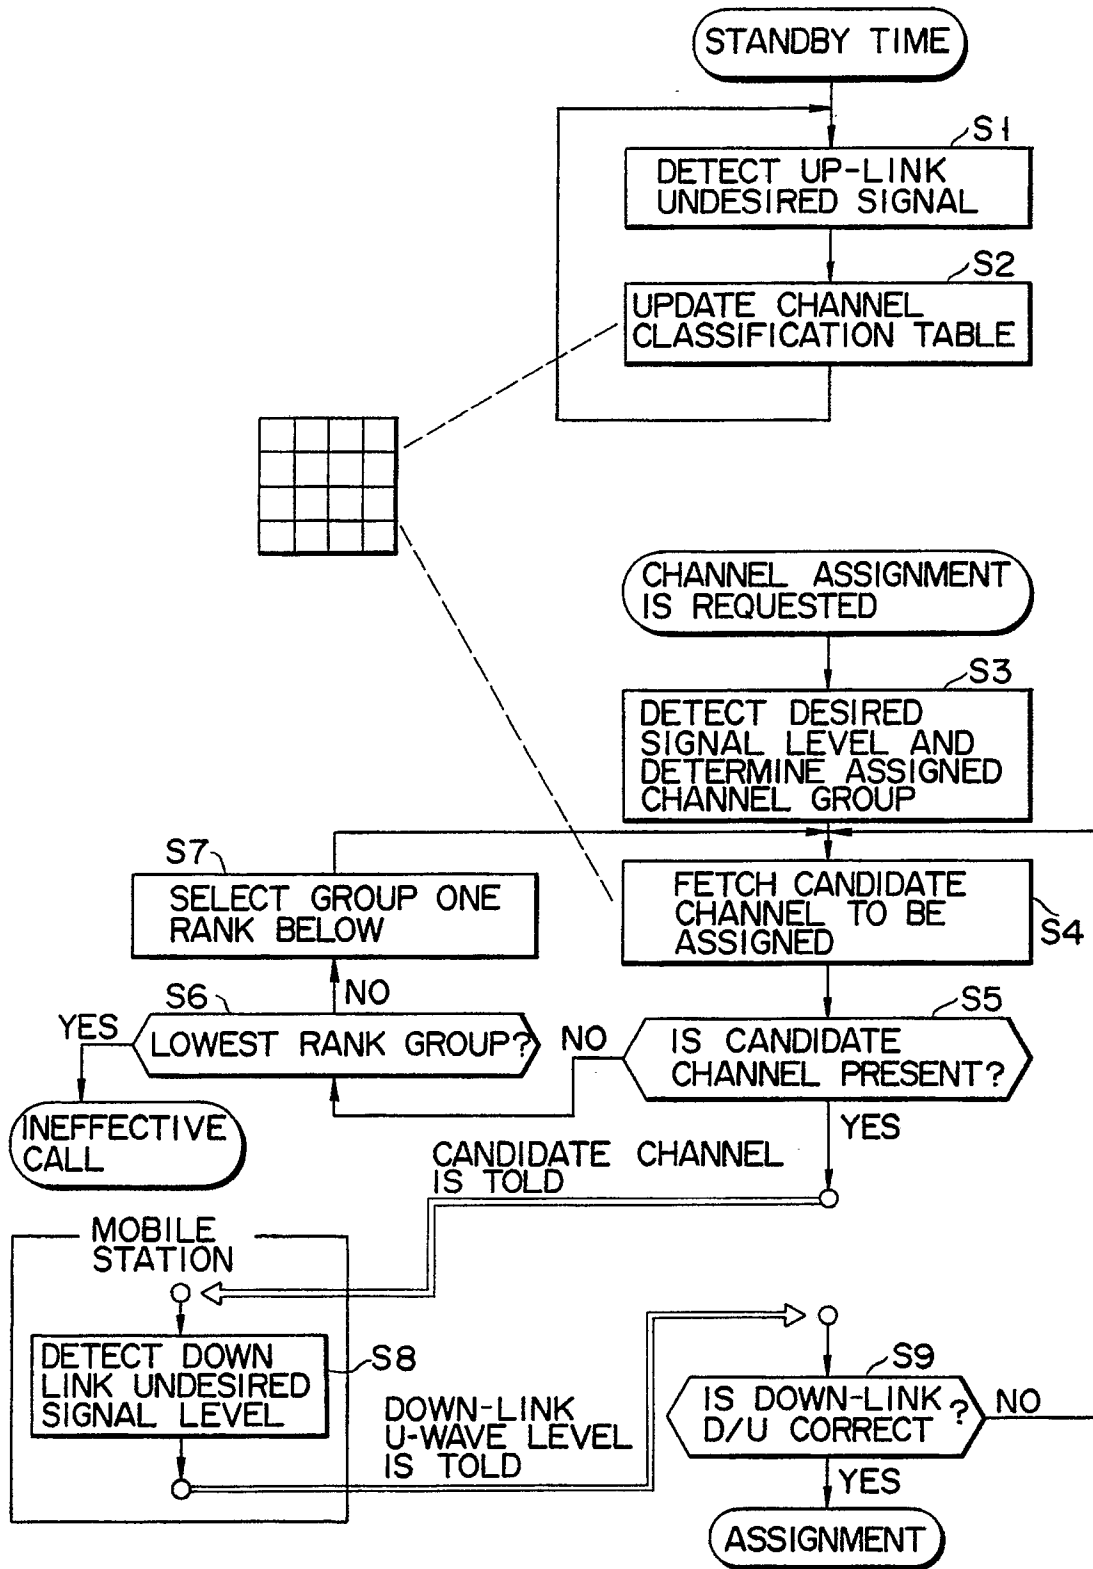 STANDBY TIME
S1
DETECT UP-LINK
UNDESIRED SIGNAL
S2
UPDATE CHANNEL
CLASSIFICATION TABLE
CHANNEL ASSIGNMENT
IS REQUESTED
S3
DETECT DESIRED
SIGNAL LEVEL AND
DETERMINE ASSIGNED
CHANNEL GROUP
S7
SELECT GROUP ONE
RANK BELOW
FETCH CANDIDATE
CHANNEL TO BE
ASSIGNED
S4
NO
S6
YES
LOWEST RANK GROUP?
NO
S5
IS CANDIDATE
CHANNEL PRESENT?
YES
INEFFECTIVE
CALL
CANDIDATE CHANNEL
IS TOLD
MOBILE
STATION
DETECT DOWN
LINK UNDESIRED
SIGNAL LEVEL
S8
DOWN-LINK
U-WAVE LEVEL
IS TOLD
S9
IS DOWN-LINK
D/U CORRECT ?
NO
YES
ASSIGNMENT